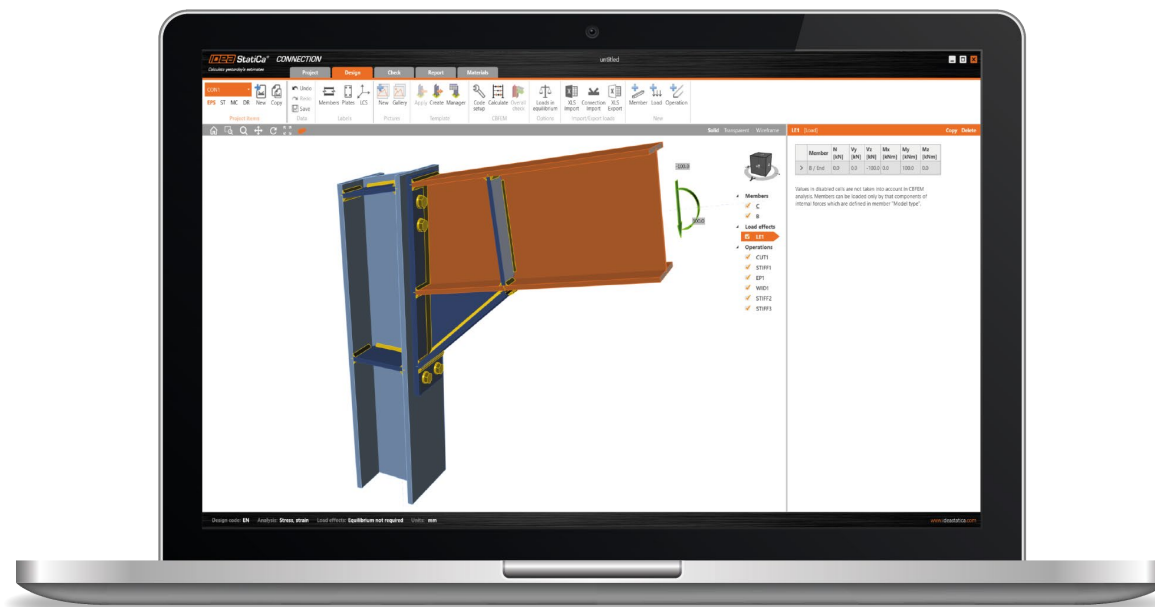 IDEA StatiCa® CONNECTION
Calculate yesterday's estimates
untitled
Project Design Check Report Materials
CON1
EPS ST MC DR New Copy
Undo
Redo
Save
Members Plates LCS
New Gallery
Apply Create Manager
Code setup Calculate Overall check
Loads in equilibrium
XLS Import Connection Import XLS Export
Member Load Operation
Project items Data Labels Picture Template CBFEM Options Import/Export loads New
Solid Transparent Wireframe
LE1 [Load] Copy Delete
Member N [kN] Vy [kN] Vz [kN] Mx [kNm] My [kNm] Mz [kNm]
> B / End 0.0 0.0 -100.0 0.0 100.0 0.0
Values in disabled cells are not taken into account in CBFEM
analysis. Members can be loaded only by that components of
internal forces which are defined in member "Model type".
-100.0
100.0
Members
C
B
Load effects
LE1
Operations
CUT1
STIFF1
EP1
WID1
STIFF2
STIFF3
Design code: EN Analysis: Stress, strain Load effects: Equilibrium not required Units: mm
www.ideastatica.com